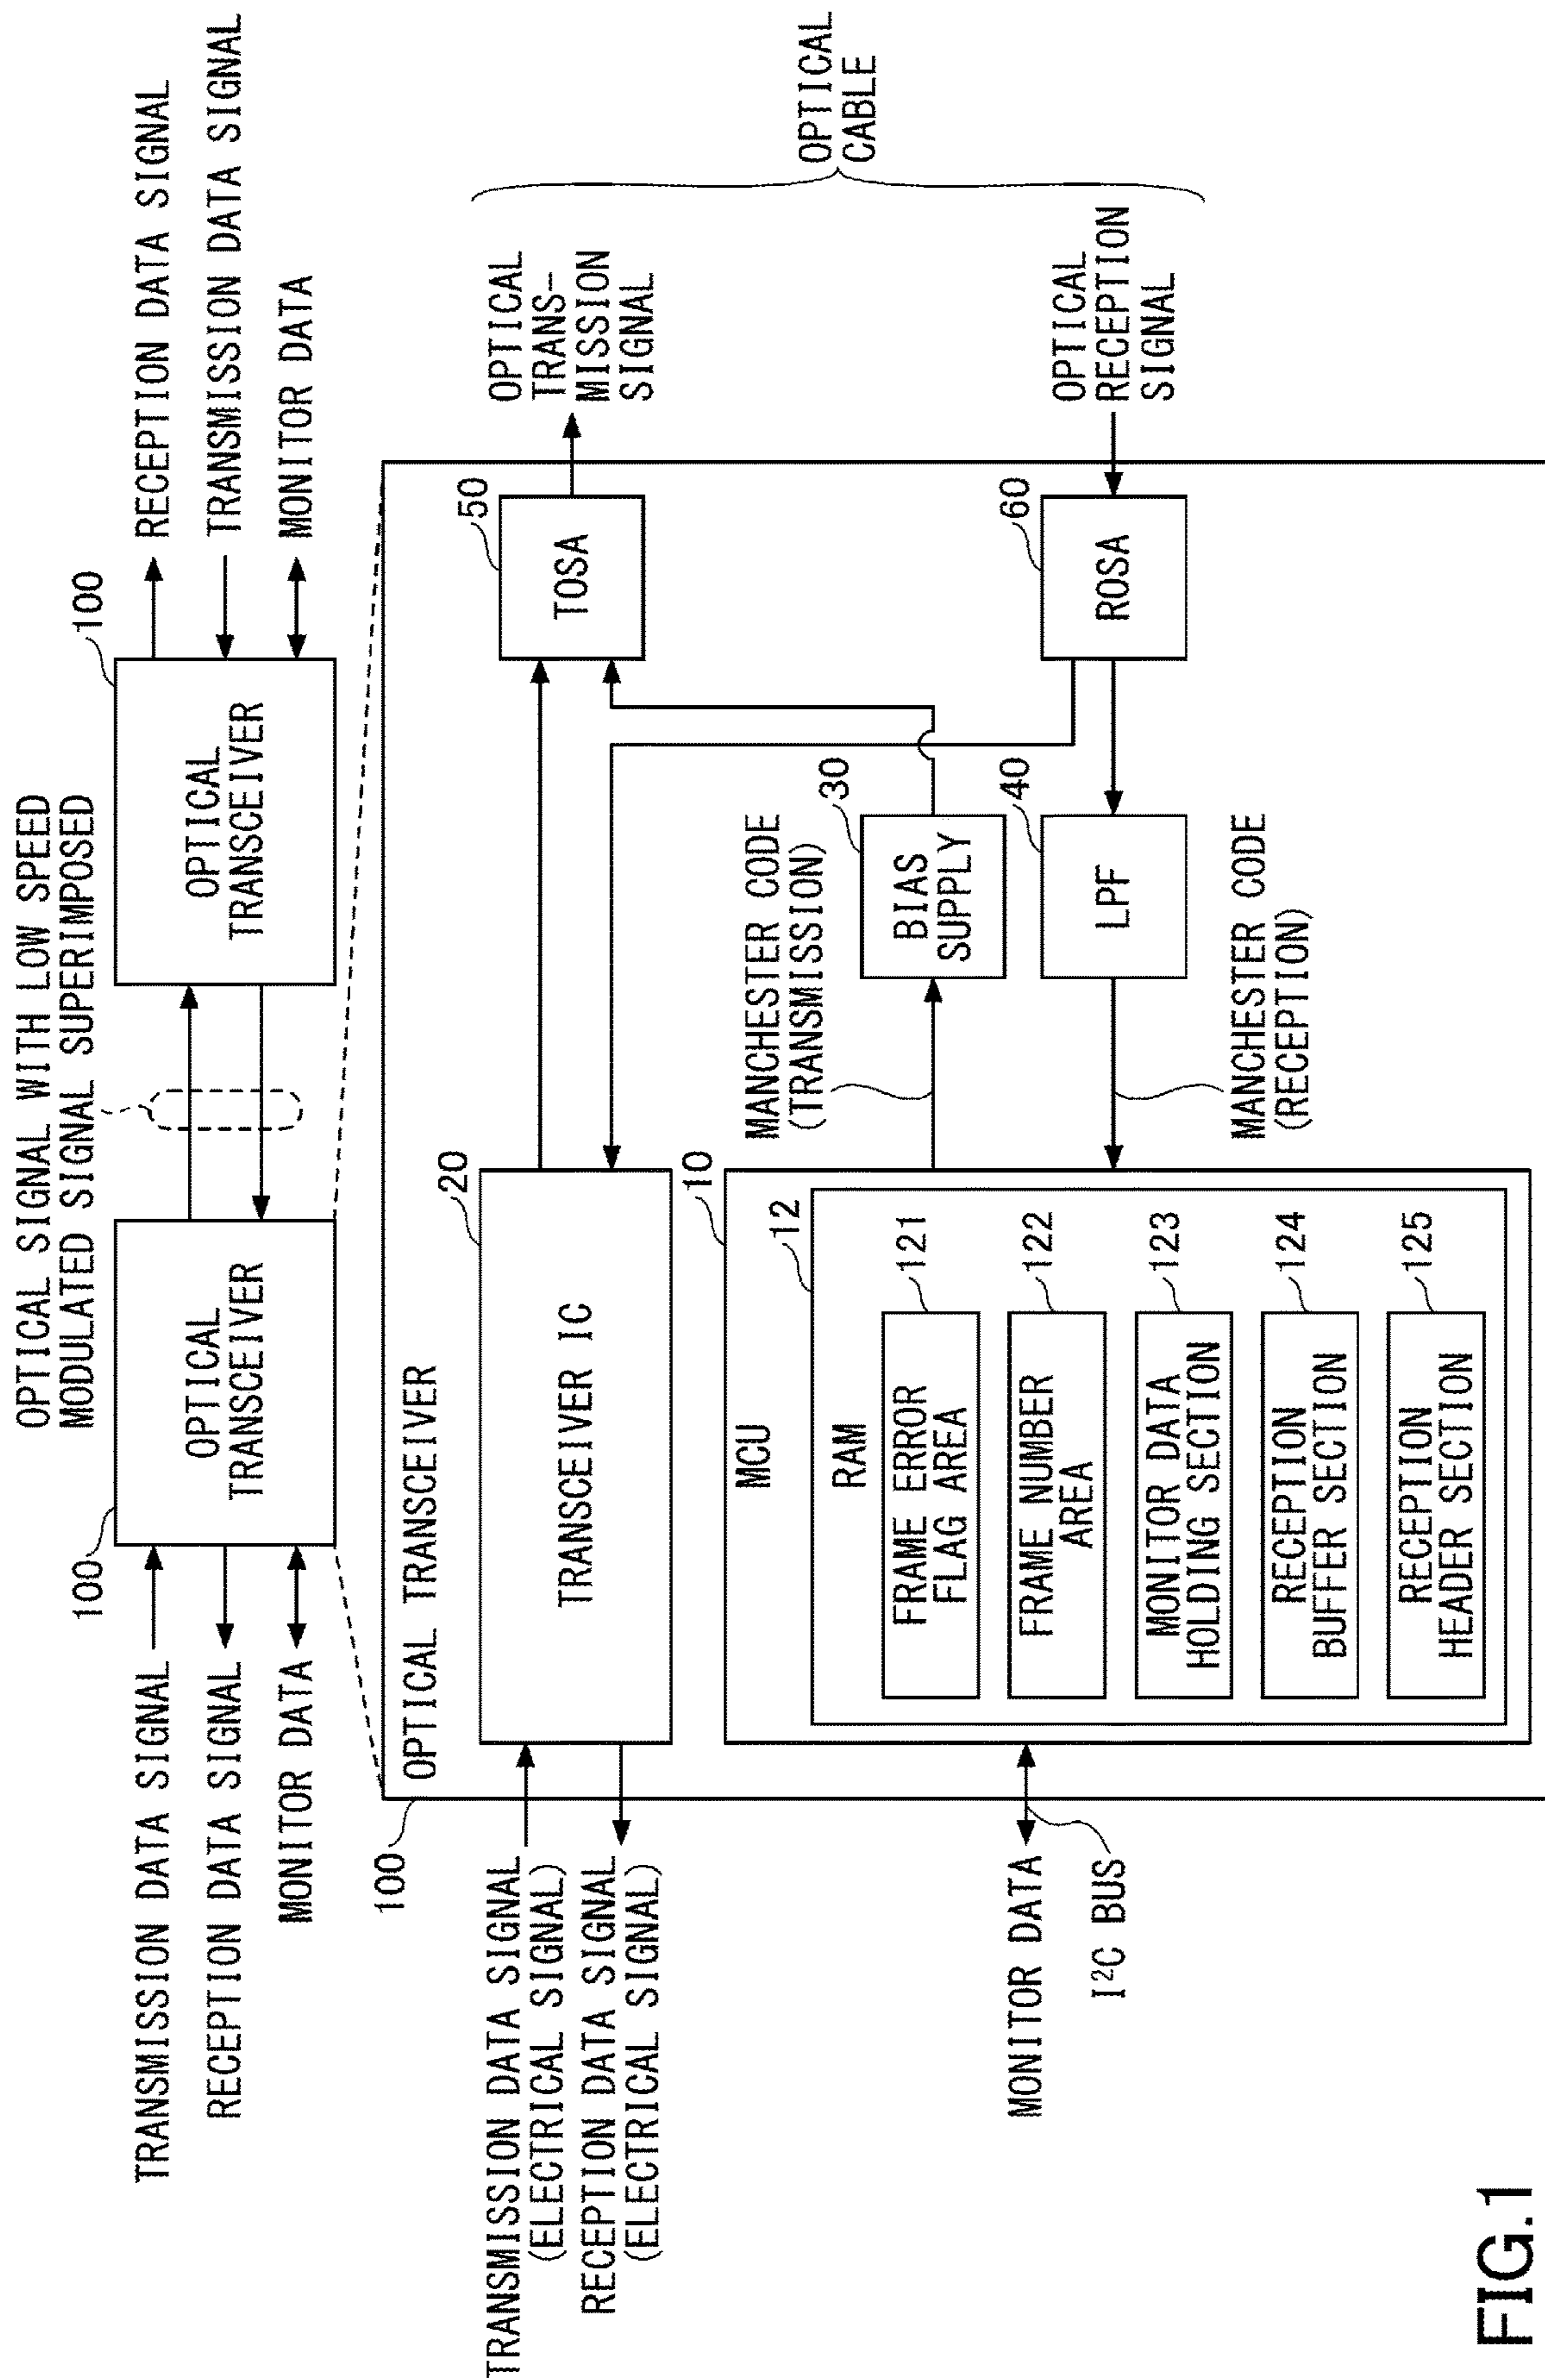 OPTICAL SIGNAL WITH LOW SPEED
MODULATED SIGNAL SUPERIMPOSED
TRANSMISSION DATA SIGNAL
RECEPTION DATA SIGNAL
MONITOR DATA
100
OPTICAL
TRANSCEIVER
100
OPTICAL
TRANSCEIVER
RECEPTION DATA SIGNAL
TRANSMISSION DATA SIGNAL
MONITOR DATA
100
OPTICAL TRANSCEIVER
TRANSMISSION DATA SIGNAL
(ELECTRICAL SIGNAL)
RECEPTION DATA SIGNAL
(ELECTRICAL SIGNAL)
20
TRANSCEIVER IC
50
TOSA
OPTICAL
TRANS-
MISSION
SIGNAL
OPTICAL
CABLE
10
MCU
12
RAM
FRAME ERROR
FLAG AREA
121
FRAME NUMBER
AREA
122
MONITOR DATA
HOLDING SECTION
123
RECEPTION
BUFFER SECTION
124
RECEPTION
HEADER SECTION
125
MONITOR DATA
I²C BUS
MANCHESTER CODE
(TRANSMISSION)
30
BIAS
SUPPLY
40
LPF
MANCHESTER CODE
(RECEPTION)
60
ROSA
OPTICAL
RECEPTION
SIGNAL
FIG.1